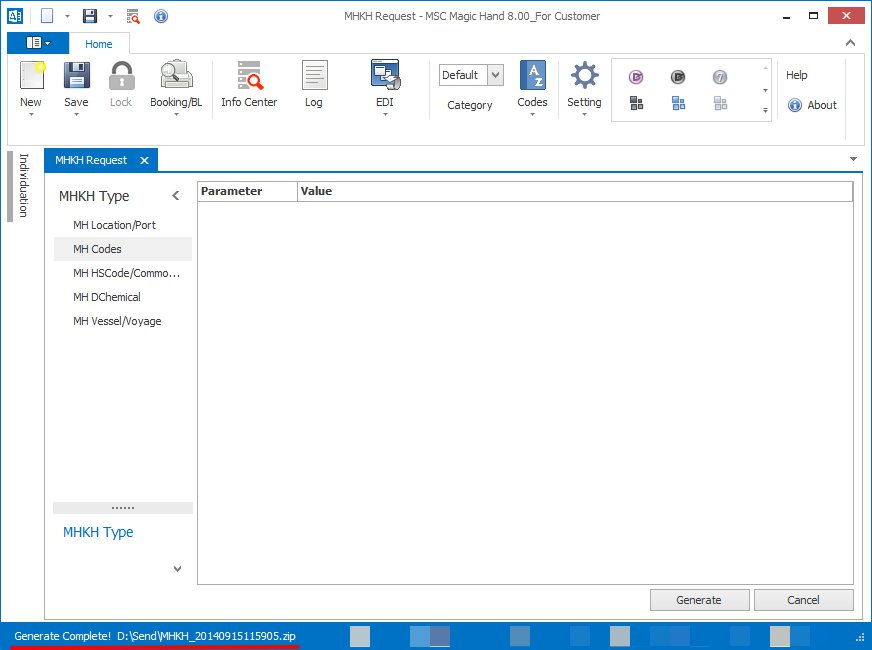 MHKH Request - MSC Magic Hand 8.00_For Customer
Home
New
Save
Lock
Booking/BL
Info Center
Log
EDI
Default
Category
A
Z
Codes
Setting
Help
About
Individuation
MHKH Request
MHKH Type
MH Location/Port
MH Codes
MH HSCode/Commo...
MH DChemical
MH Vessel/Voyage
MHKH Type
Parameter Value
Generate Cancel
Generate Complete! D:\Send\MHKH_20140915115905.zip